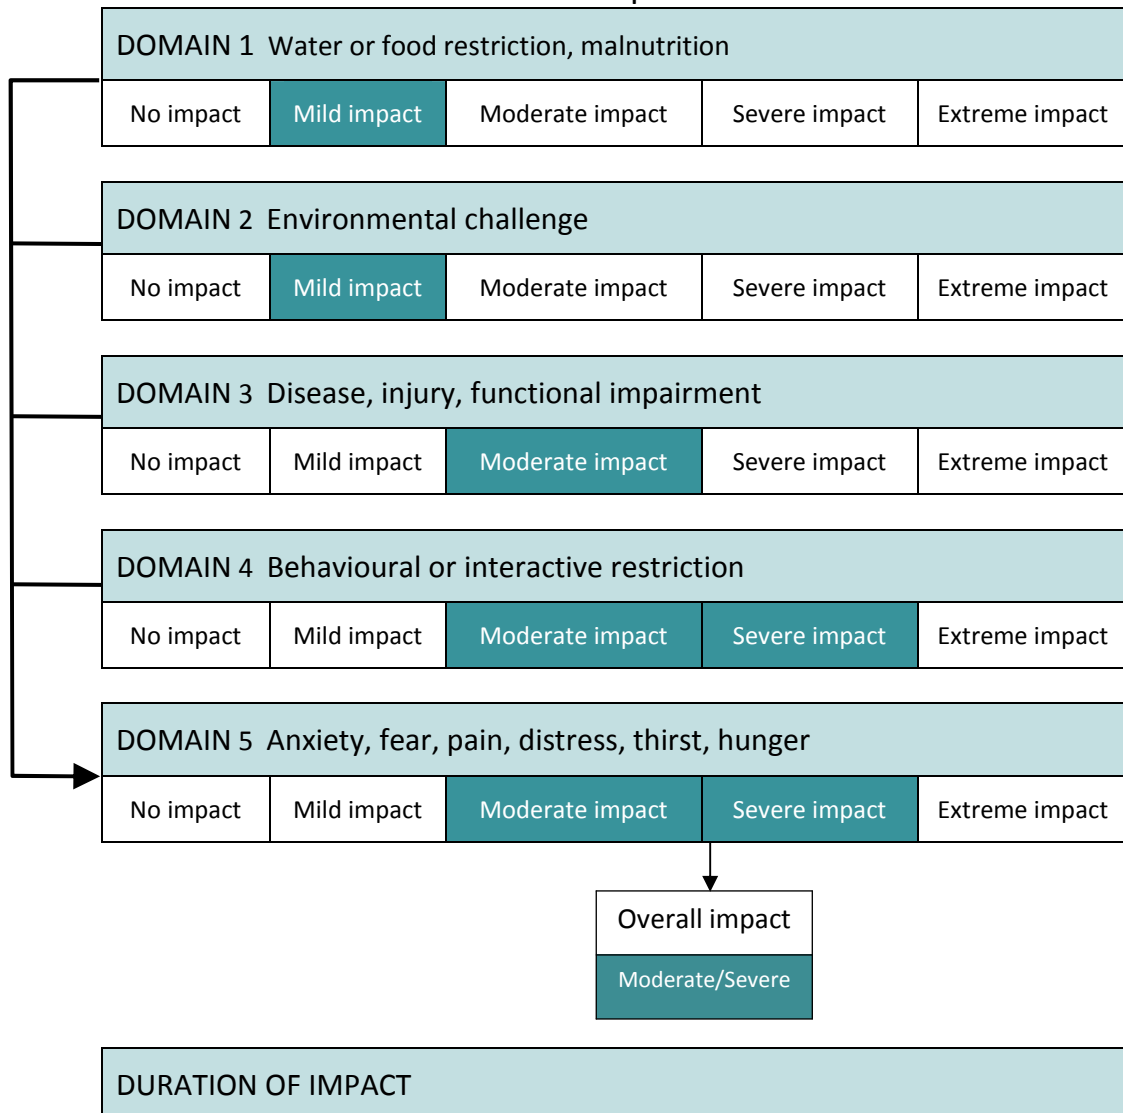 DOMAIN 1 Water or food restriction, malnutrition
No impact Mild impact Moderate impact Severe impact Extreme impact
DOMAIN 2 Environmental challenge
No impact Mild impact Moderate impact Severe impact Extreme impact
DOMAIN 3 Disease, injury, functional impairment
No impact Mild impact Moderate impact Severe impact Extreme impact
DOMAIN 4 Behavioural or interactive restriction
No impact Mild impact Moderate impact Severe impact Extreme impact
DOMAIN 5 Anxiety, fear, pain, distress, thirst, hunger
No impact Mild impact Moderate impact Severe impact Extreme impact
Overall impact
Moderate/Severe
DURATION OF IMPACT